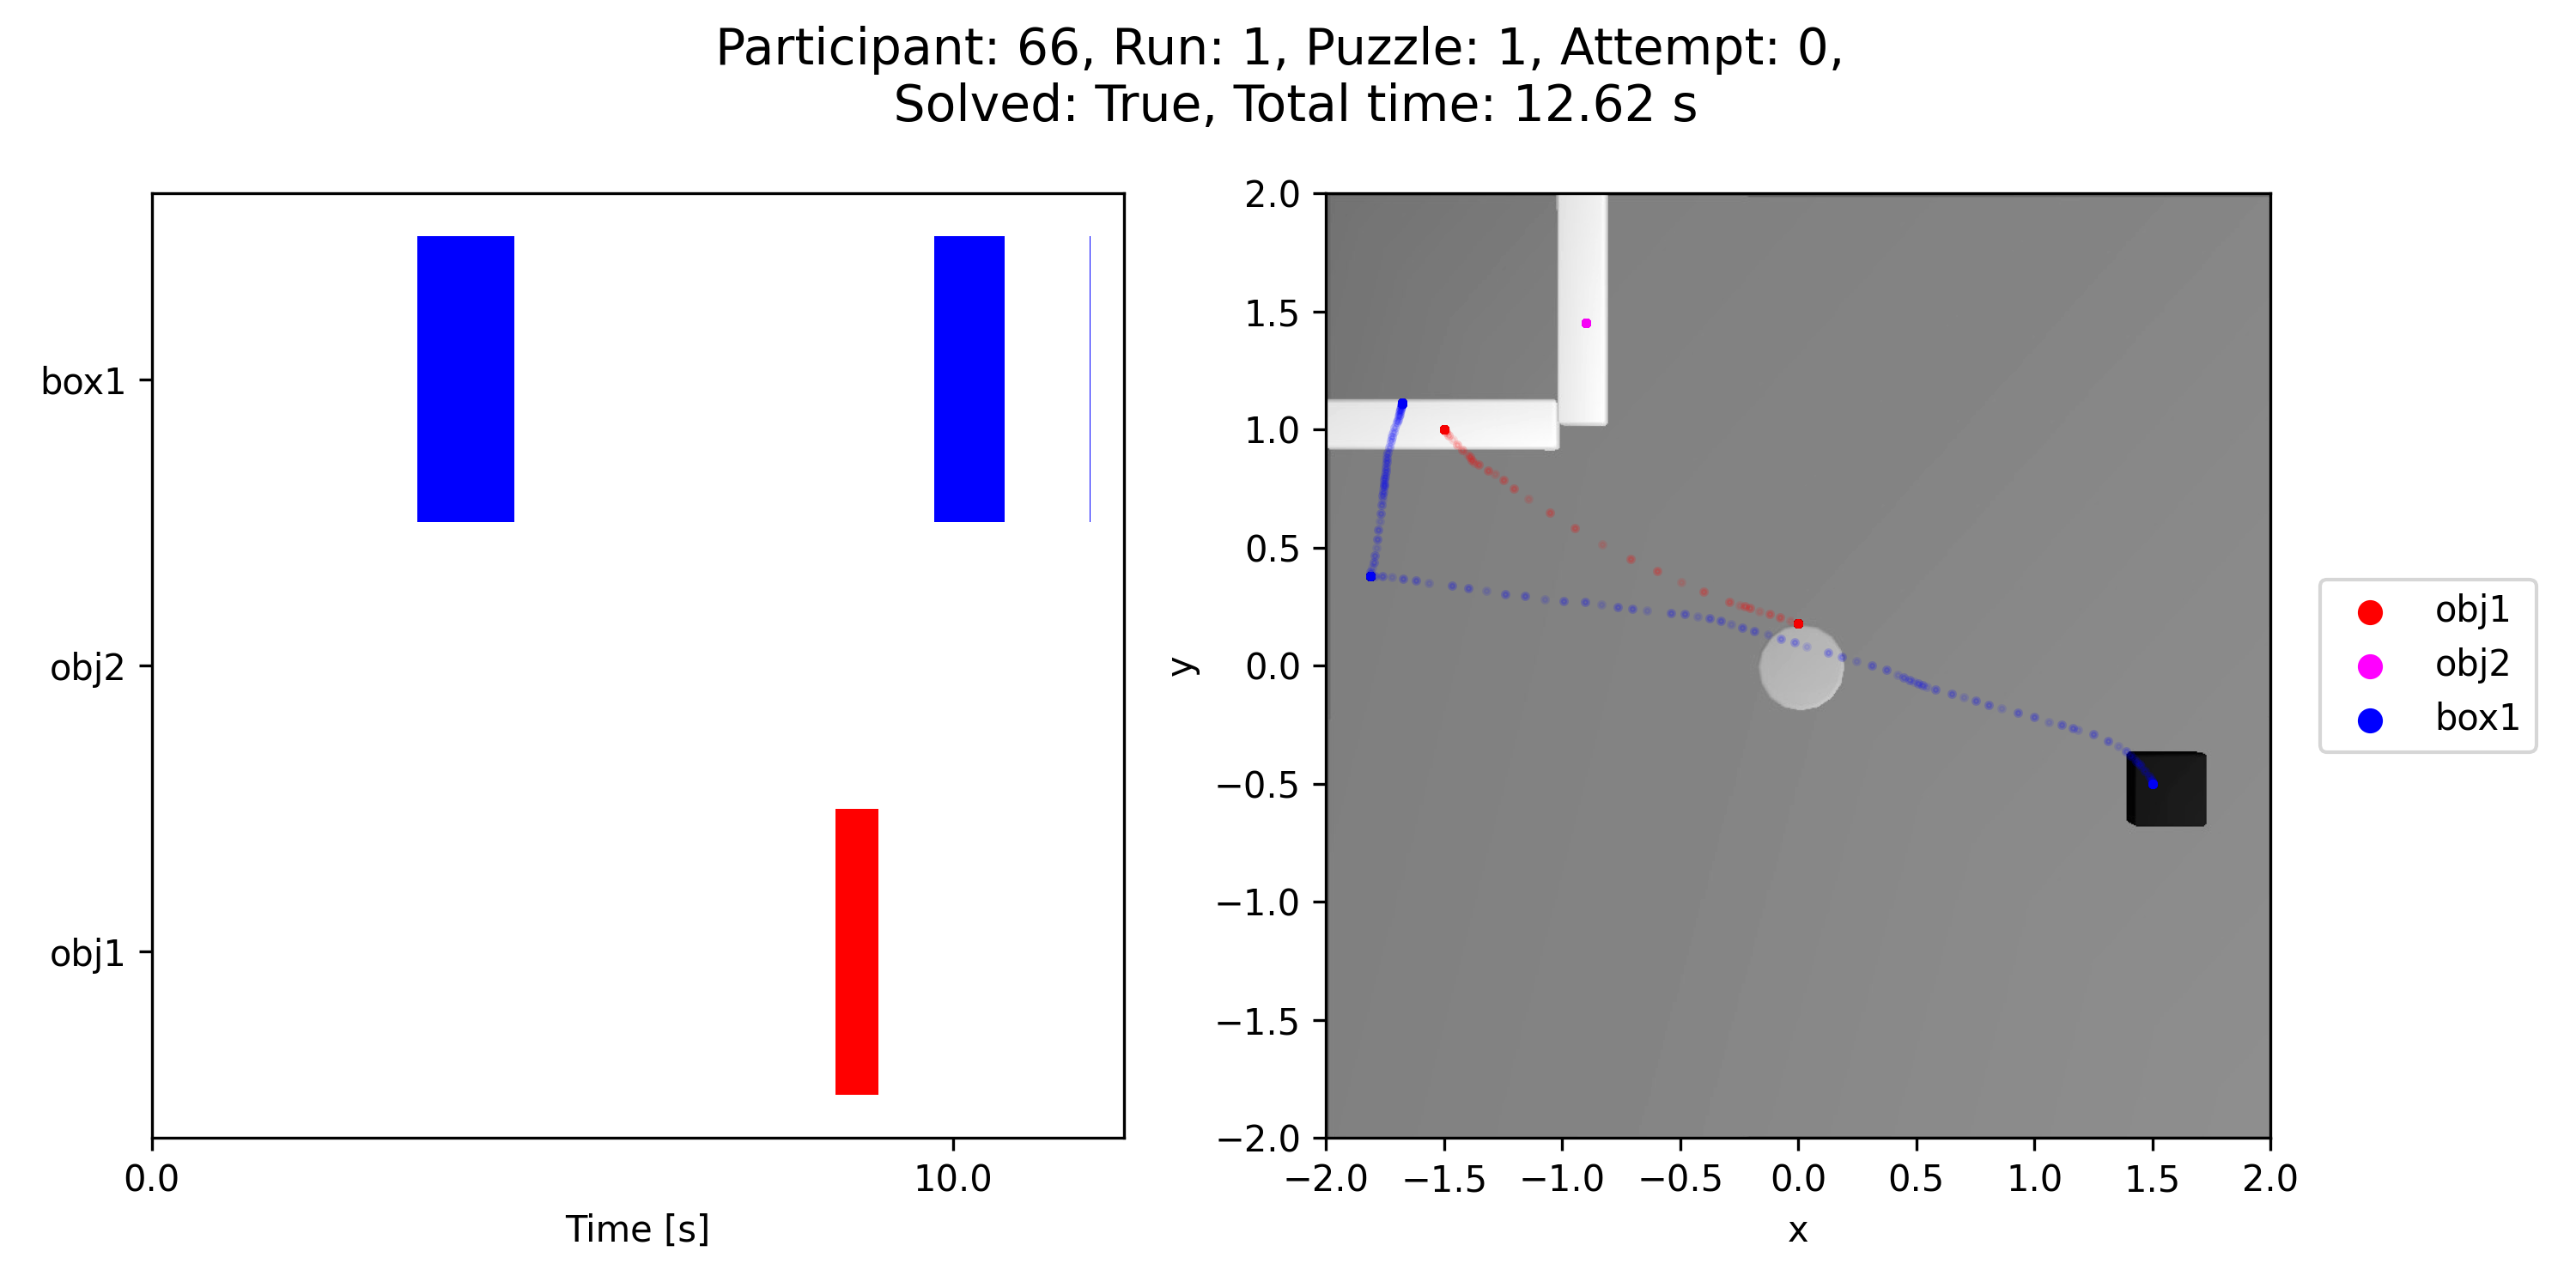 Participant: 66, Run: 1, Puzzle: 1, Attempt: 0,
Solved: True, Total time: 12.62 s
box1
obj2
obj1
0.0
10.0
Time [s]
2.0
1.5
1.0
0.5
0.0
−0.5
−1.0
−1.5
−2.0
y
−2.0
−1.5
−1.0
−0.5
0.0
0.5
1.0
1.5
2.0
x
obj1
obj2
box1